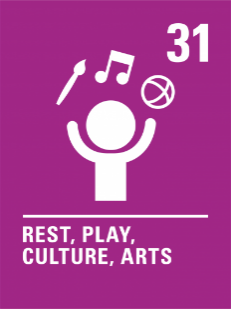 31
REST, PLAY,
CULTURE, ARTS